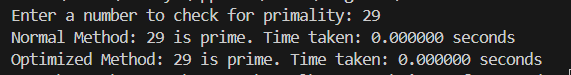 Enter a number to check for primality: 29
Normal Method: 29 is prime. Time taken: 0.000000 seconds
Optimized Method: 29 is prime. Time taken: 0.000000 seconds